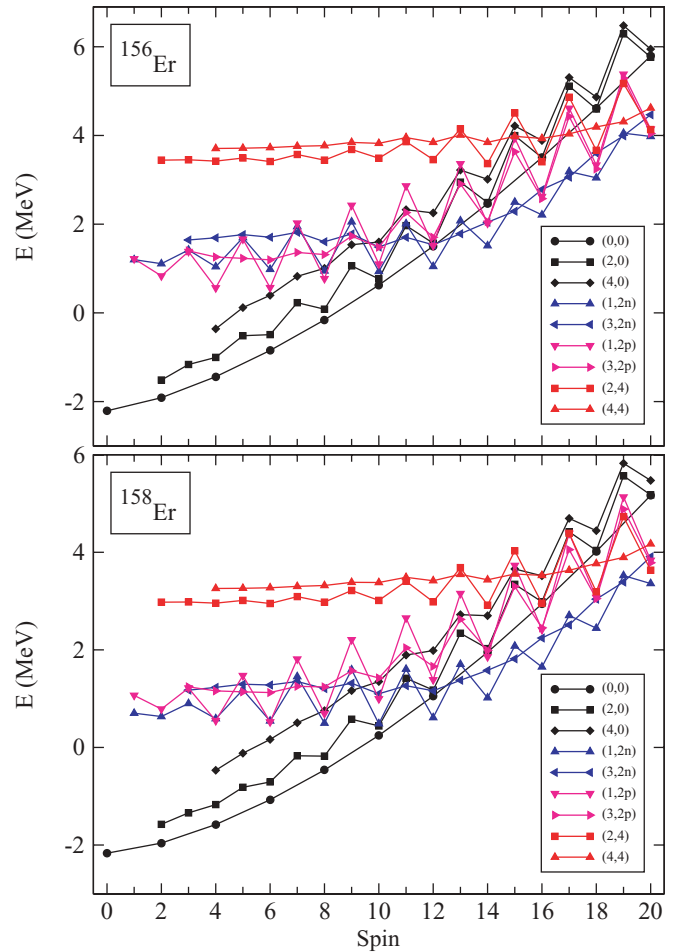 6
4
2
0
-2
E (MeV)
156Er
(0,0)
(2,0)
(4,0)
(1,2n)
(3,2n)
(1,2p)
(3,2p)
(2,4)
(4,4)
6
4
2
0
-2
E (MeV)
158Er
(0,0)
(2,0)
(4,0)
(1,2n)
(3,2n)
(1,2p)
(3,2p)
(2,4)
(4,4)
0 2 4 6 8 10 12 14 16 18 20
Spin